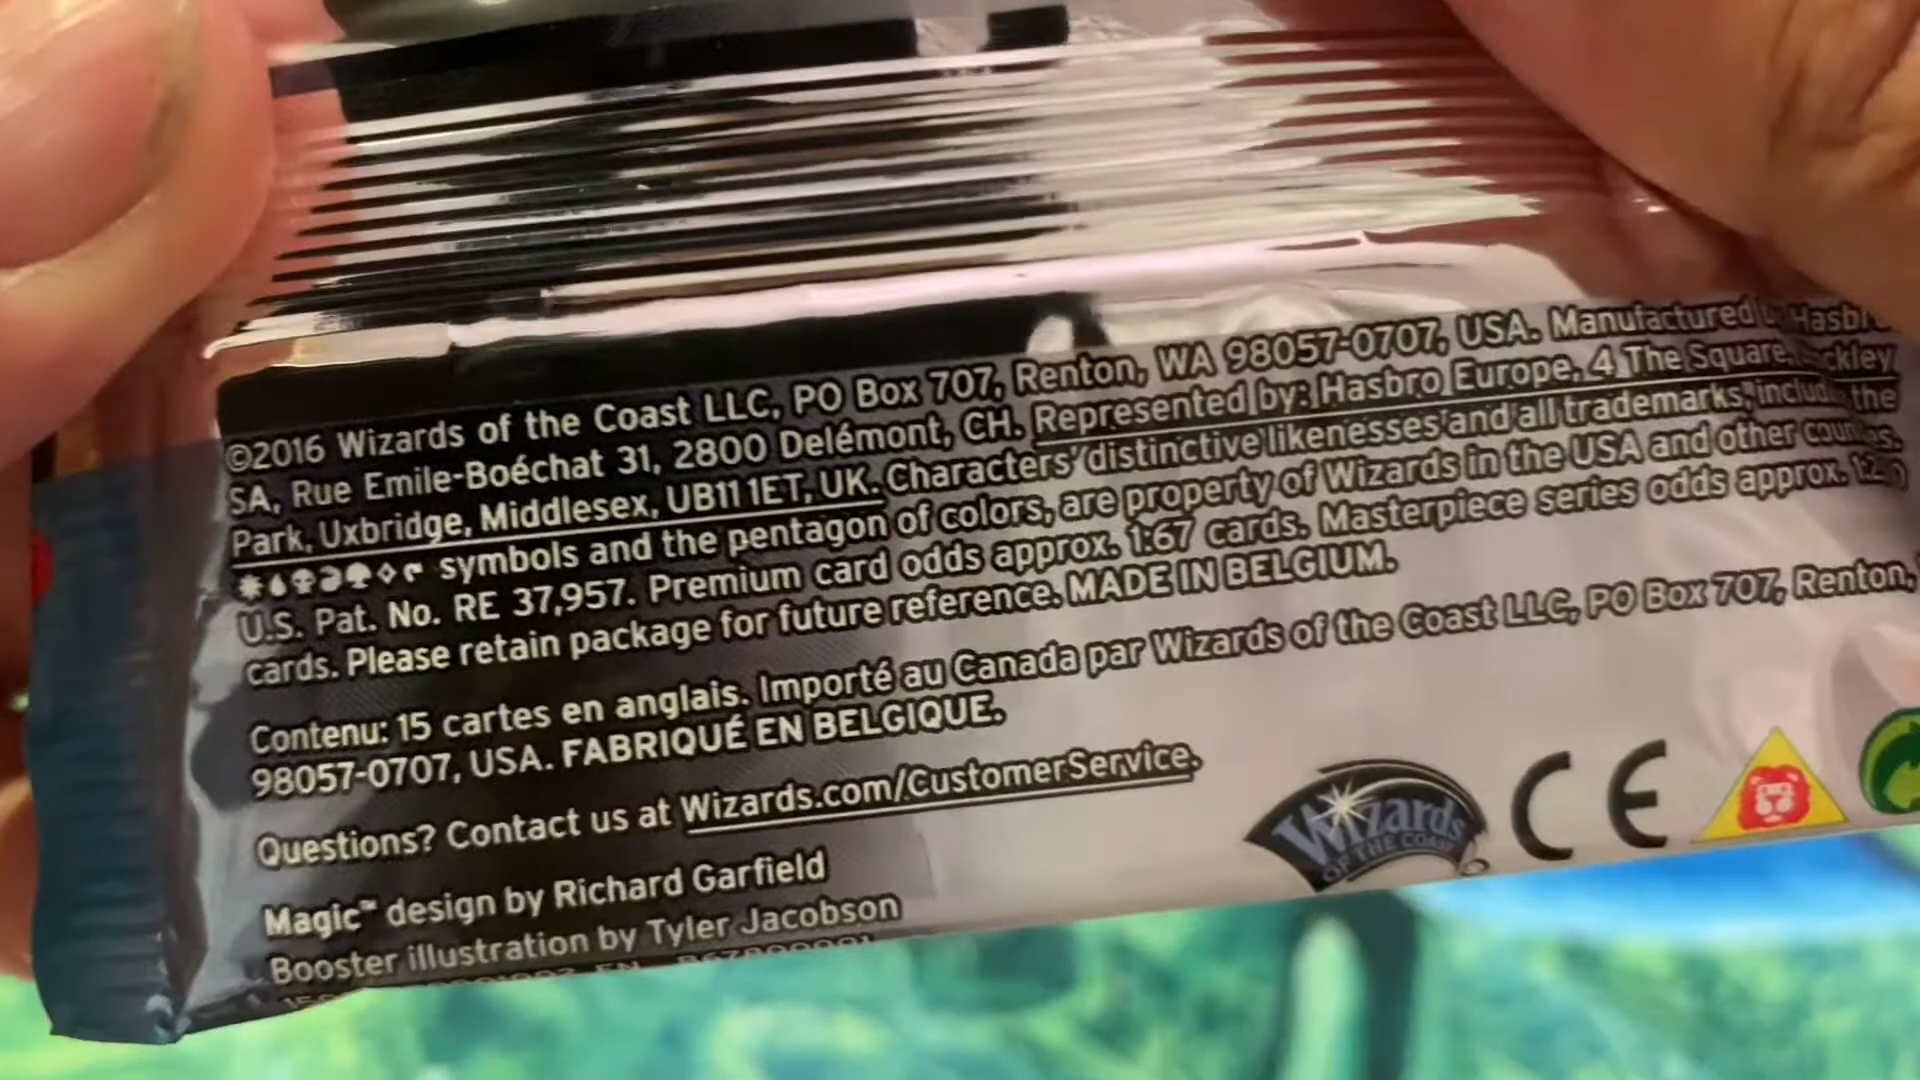 ©2016 Wizards of the Coast LLC, PO Box 707, Renton, WA 98057-0707, USA. Manufactured
SA, Rue Emile-Boéchat 31, 2800 Delémont, CH. Represented by: Hasbro Europe, 4 The Square,
Park, Uxbridge, Middlesex, UB11 1ET, UK. Characters' distinctive likenesses and all trademarks, the
symbols and the pentagon of colors, are property of Wizards in the USA and other
U.S. Pat. No. RE 37,957. Premium card odds approx. 1:67 cards. Masterpiece series odds approx.
cards. Please retain package for future reference. MADE IN BELGIUM.
Contenu: 15 cartes en anglais. Importé au Canada par Wizards of the Coast LLC, PO Box 707, Renton,
98057-0707, USA. FABRIQUÉ EN BELGIQUE.
Questions? Contact us at Wizards.com/CustomerService.
Magic™ design by Richard Garfield
Booster illustration by Tyler Jacobson
Wizards
OF THE COAST
CE